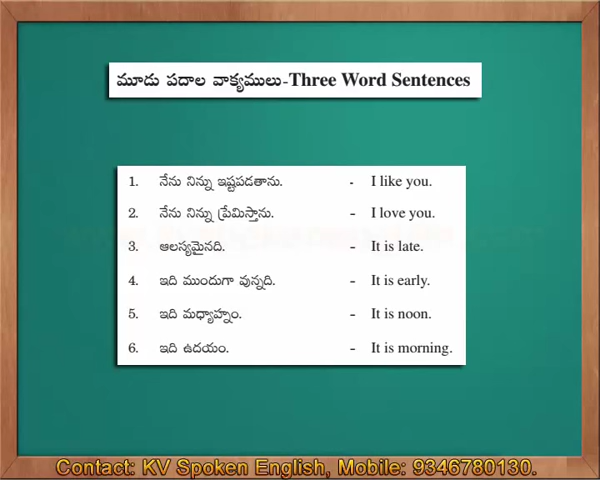 మూడు పదాల వాక్యములు-Three Word Sentences
1. నేను నిన్ను ఇష్టపడతాను. - I like you.
2. నేను నిన్ను ప్రేమిస్తాను. - I love you.
3. ఆలస్యమైనది. - It is late.
4. ఇది ముందుగా వున్నది. - It is early.
5. ఇది మధ్యాహ్నం. - It is noon.
6. ఇది ఉదయం. - It is morning.
Contact: KV Spoken English, Mobile: 9346780130.